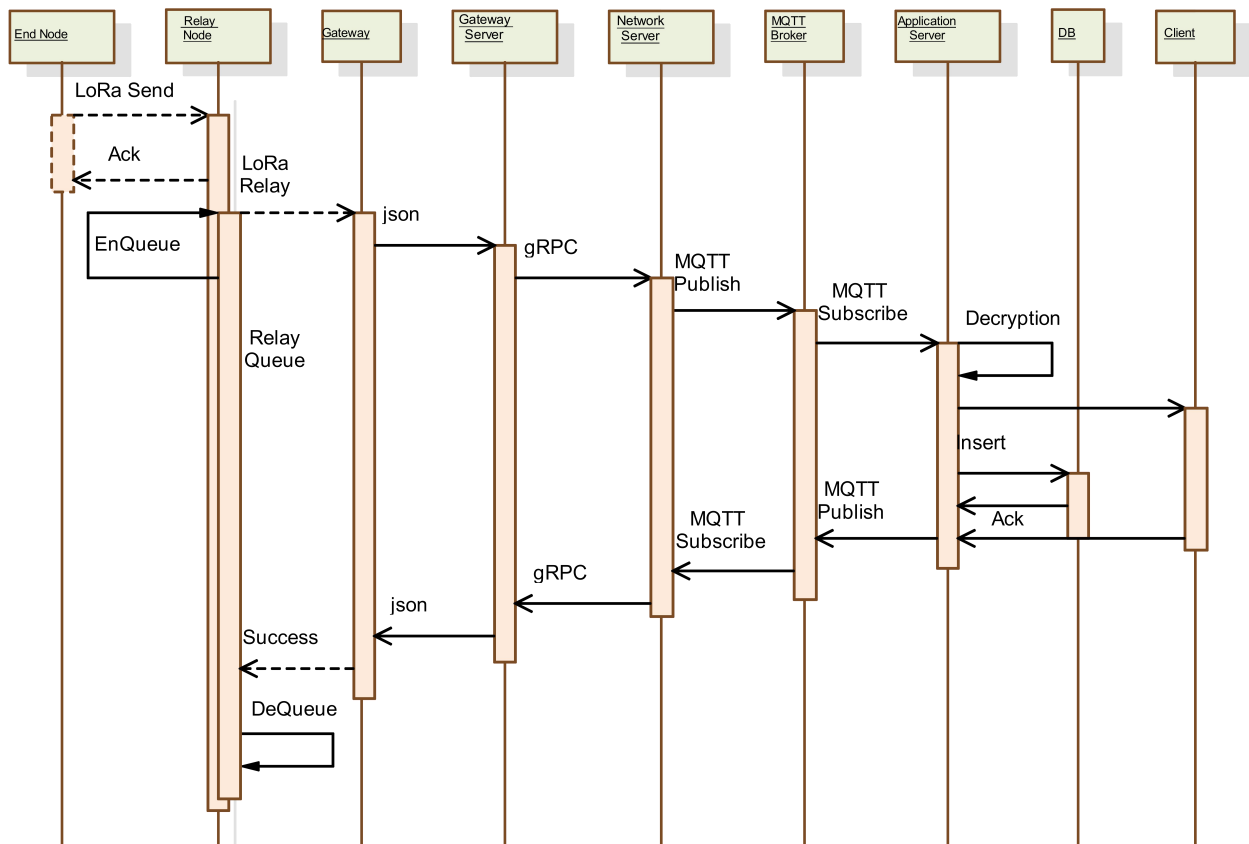 End Node
Relay
Node
Gateway
Gateway
Server
Network
Server
MQTT
Broker
Application
Server
DB
Client
LoRa Send
Ack
LoRa
Relay
json
EnQueue
gRPC
MQTT
Publish
MQTT
Subscribe
Decryption
Relay
Queue
Insert
MQTT
Publish
Ack
MQTT
Subscribe
gRPC
json
Success
DeQueue